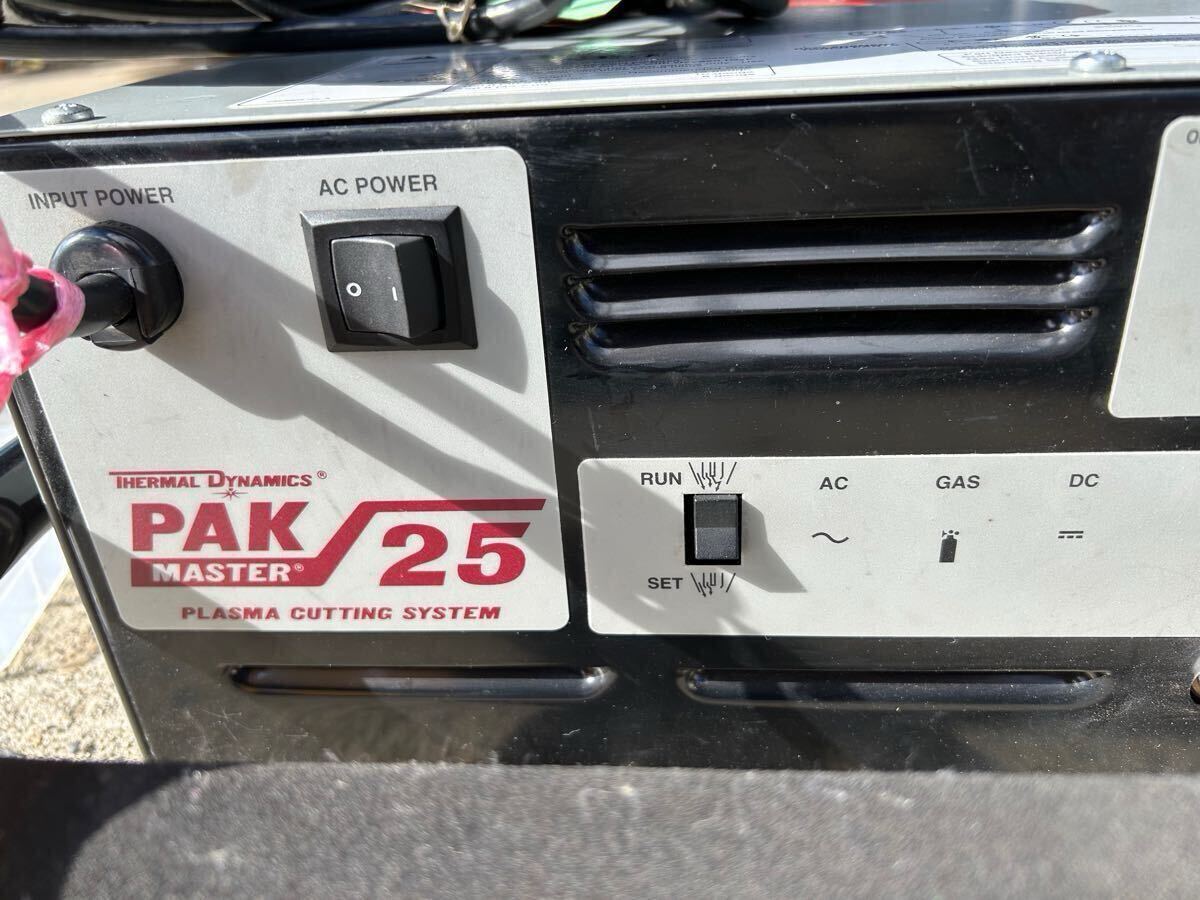 INPUT POWER
AC POWER
O
I
THERMAL DYNAMICS®
PAK
MASTER®
25
PLASMA CUTTING SYSTEM
RUN
SET
AC
GAS
DC